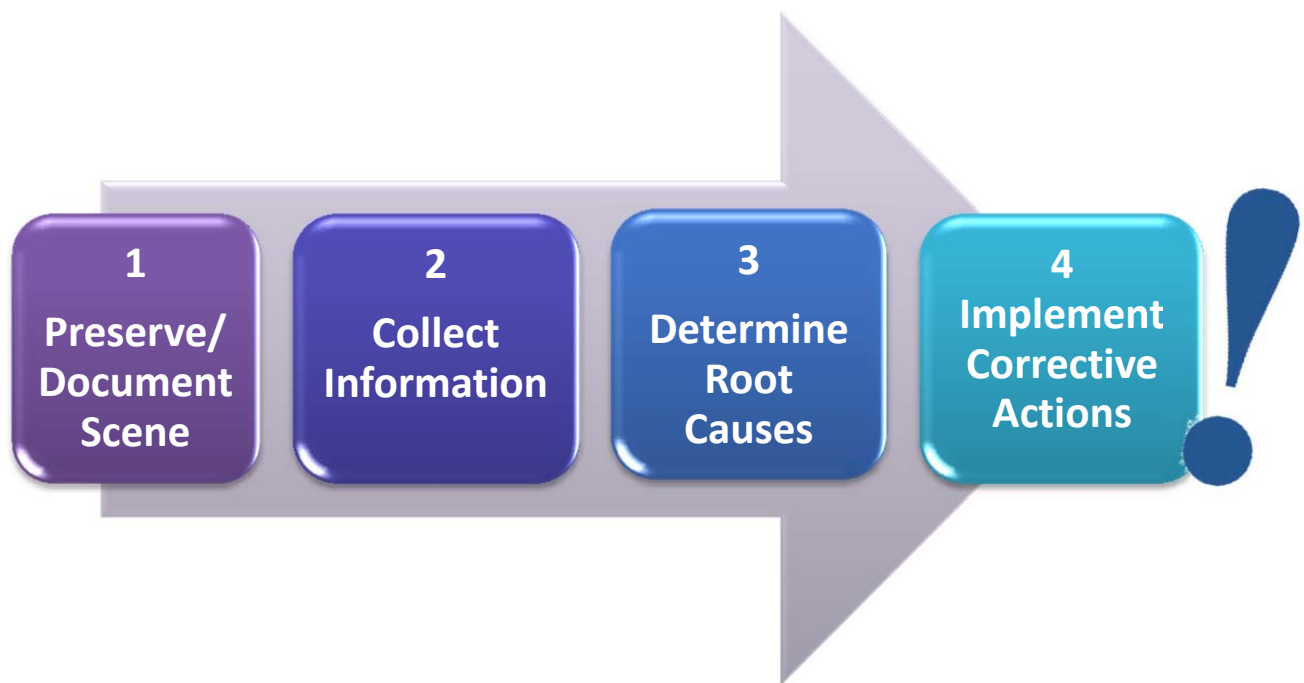 1
Preserve/
Document
Scene
2
Collect
Information
3
Determine
Root
Causes
4
Implement
Corrective
Actions
!